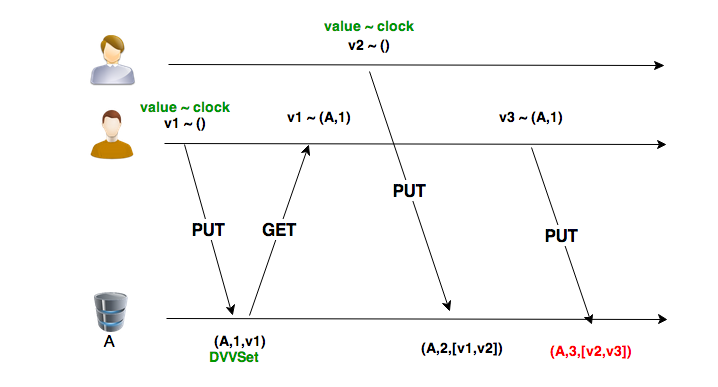 value ~ clock
v2 ~ ()
value ~ clock
v1 ~ ()
v1 ~ (A,1)
v3 ~ (A,1)
PUT
PUT
GET
PUT
A
(A,1,v1)
DVVSet
(A,2,[v1,v2])
(A,3,[v2,v3])